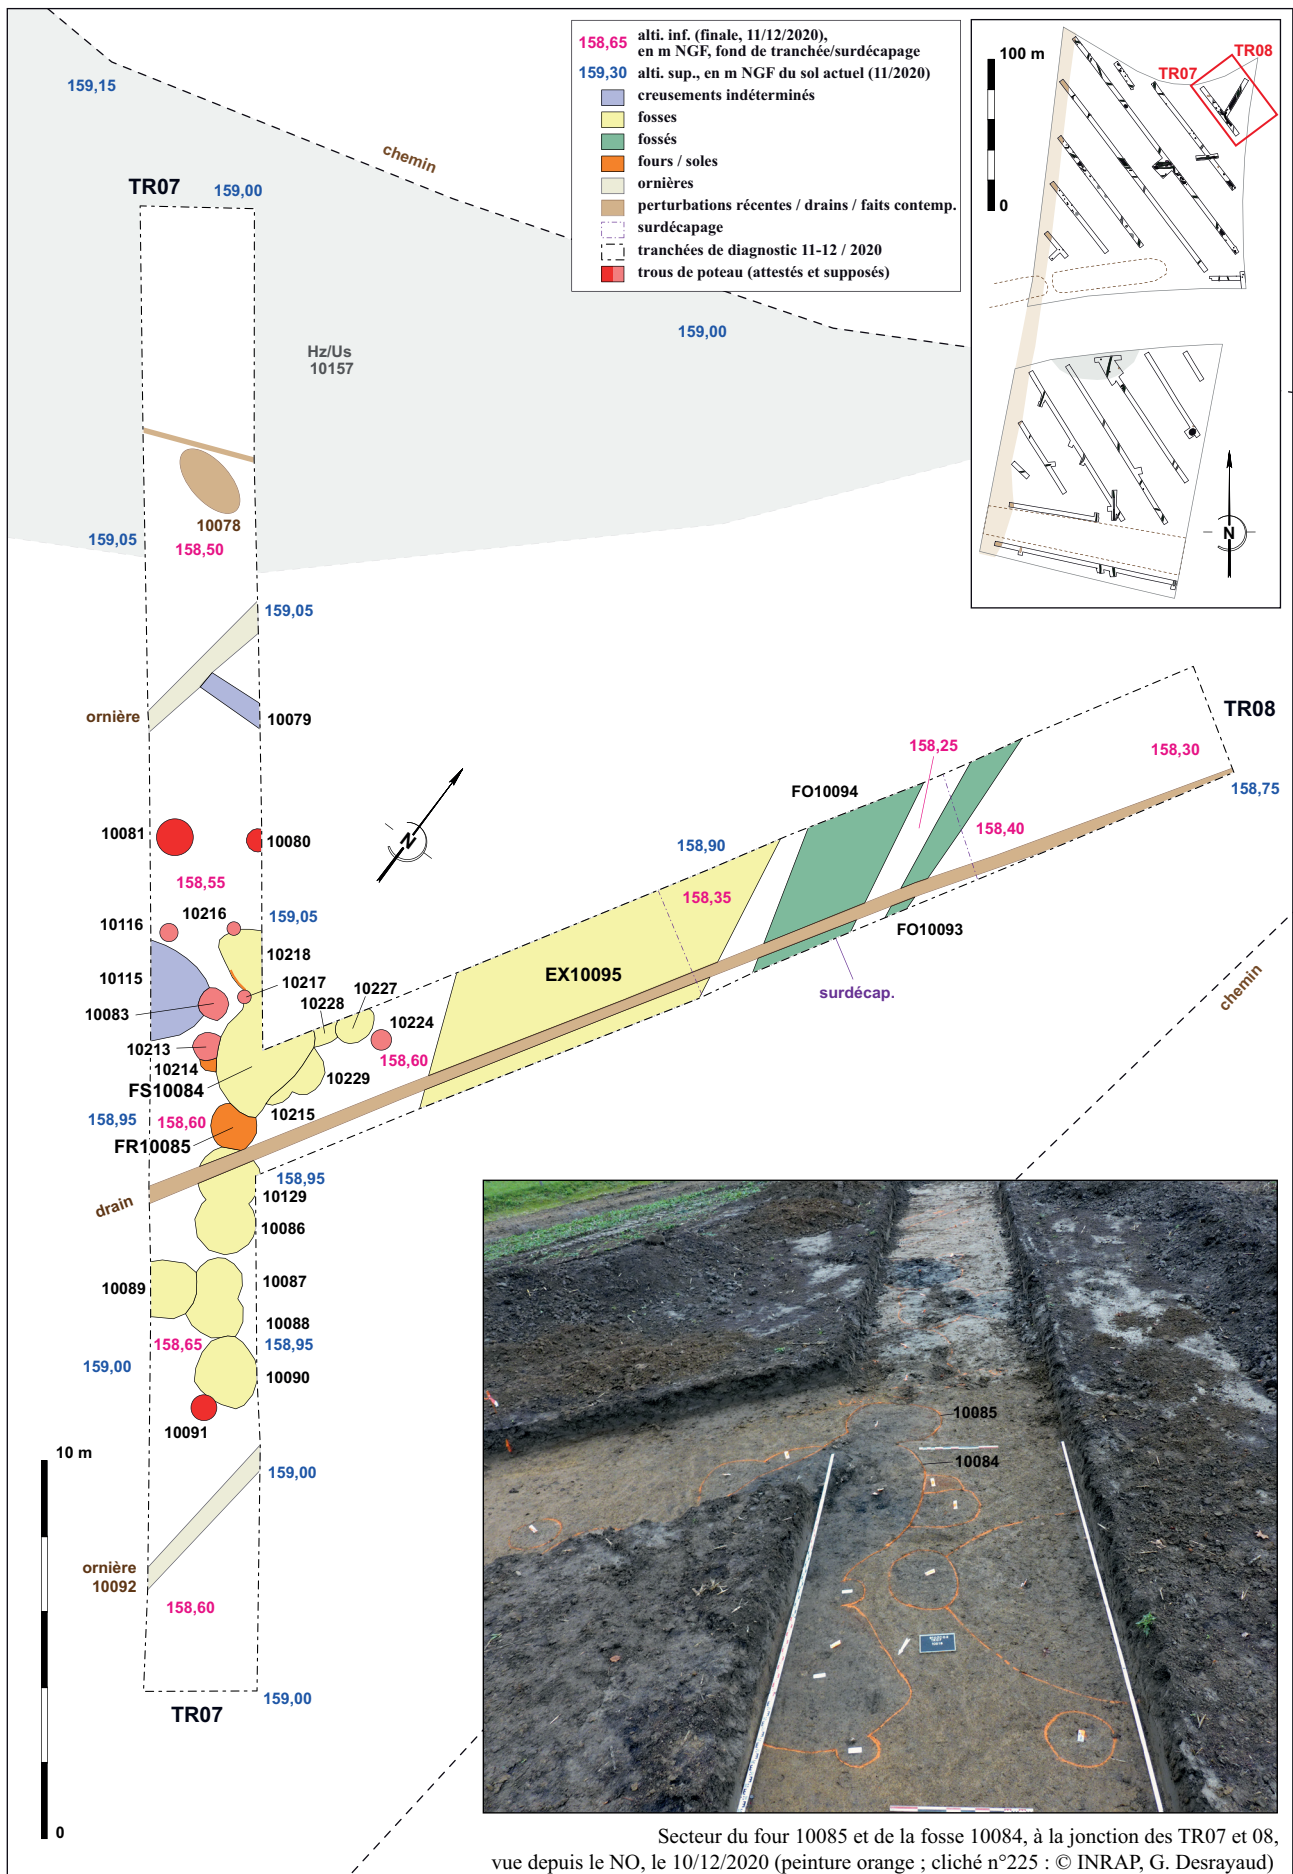 158,65 alti. inf. (finale, 11/12/2020),
en m NGF, fond de tranchée/surdécapage
159,30 alti. sup., en m NGF du sol actuel (11/2020)
creusements indéterminés
fosses
fossés
fours / soles
ornières
perturbations récentes / drains / faits contemp.
surdécapage
tranchées de diagnostic 11-12 / 2020
trous de poteau (attestés et supposés)
100 m
0
TR07
TR08
N
159,15
chemin
TR07
159,00
159,00
Hz/Us
10157
10078
159,05
158,50
159,05
ornière
10079
TR08
158,25
158,30
158,75
FO10094
158,40
10081
10080
N
158,90
158,55
158,35
10116
10216
159,05
FO10093
10218
10115
10217
EX10095
surdécap.
chemin
10083
10228
10227
10224
10213
10214
158,60
FS10084
10229
10215
158,95
158,60
FR10085
158,95
drain
10129
10086
10089
10087
10088
158,65
158,95
159,00
10090
10091
10 m
159,00
ornière
10092
158,60
159,00
TR07
0
10085
10084
Secteur du four 10085 et de la fosse 10084, à la jonction des TR07 et 08,
vue depuis le NO, le 10/12/2020 (peinture orange ; cliché n°225 : © INRAP, G. Desrayaud)